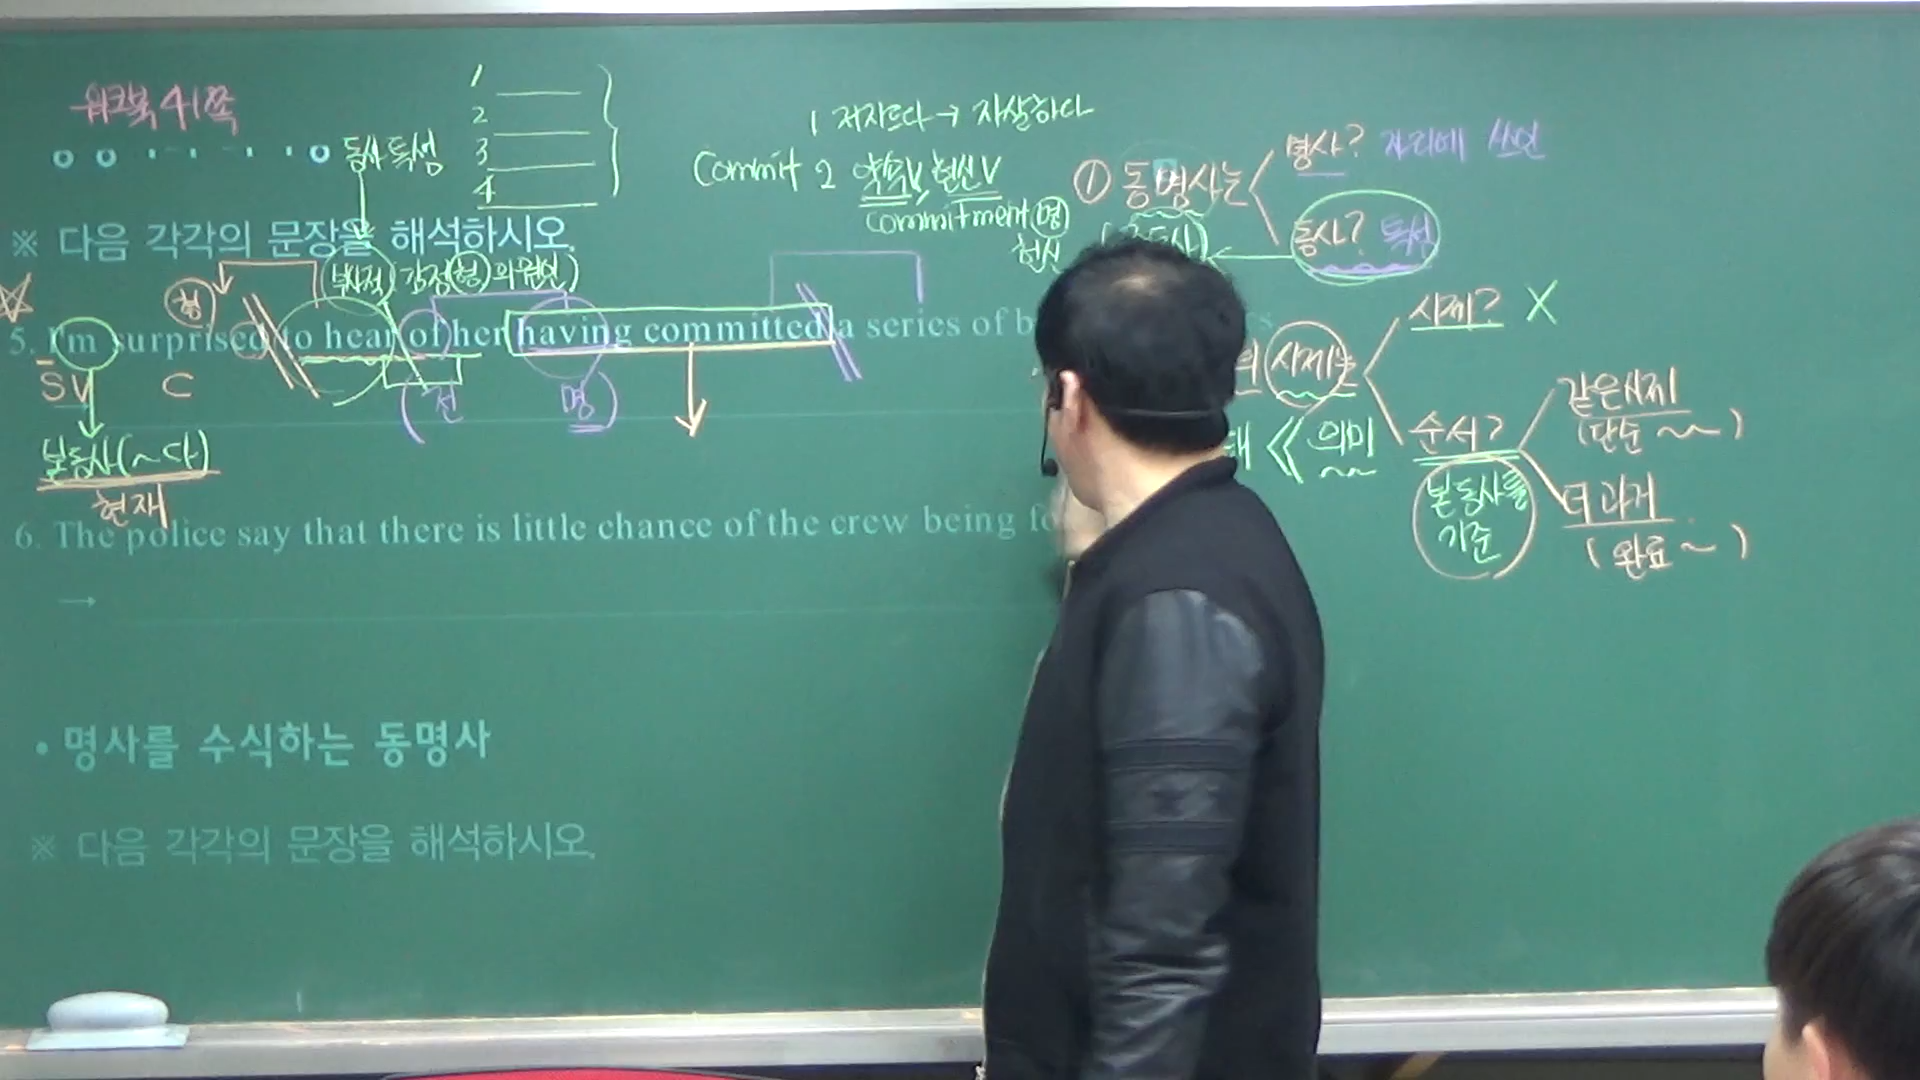 워크북 41쪽
동사 특성
1
2
3
4
1 저지르다 → 자살하다
Commit 2 약속V, 헌신V
commitment (명)
헌신
① 동명사는
명사? 자리에 쓰인
동사? 특성
※ 다음 각각의 문장을 해석하시오.
부사적 (감정(형)의 원인)
형
5. I'm surprised to hear of her having committed a series of b
S V C
(전 명)
본동사(~다)
현재
시제는
시제? X
순서?
본동사를
기준
같은시제
(단순 ~~)
더 과거
(완료 ~)
《 의미
6. The police say that there is little chance of the crew being fo
→
• 명사를 수식하는 동명사
※ 다음 각각의 문장을 해석하시오.